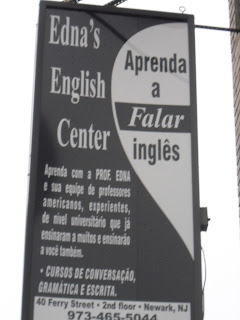 Edna's
English
Center
Aprenda
a
Falar
inglês
Aprenda com a PROF. EDNA
e sua equipe de professores
americanos, experientes,
de nivel universitário que já
ensinaram a muitos e ensinarão
a você também.
• CURSOS DE CONVERSAÇÃO,
GRAMÁTICA E ESCRITA.
40 Ferry Street • 2nd floor • Newark, NJ
973-465-5044